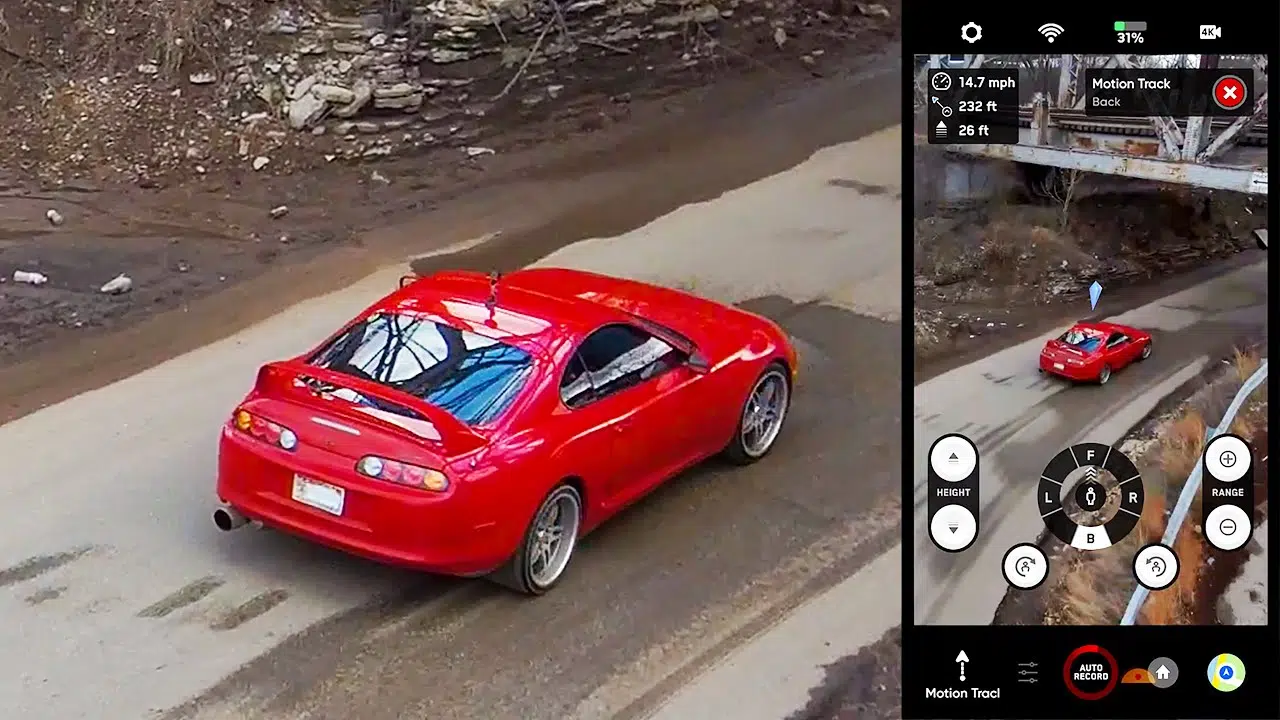 31%
4K
14.7 mph
Motion Track
Back
232 ft
26 ft
F
L
R
B
HEIGHT
RANGE
AUTO
RECORD
Motion Tracl
A